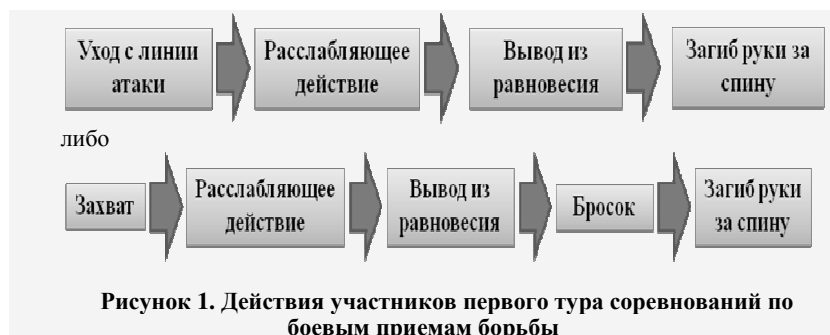 Уход с линии Расслабляющее Вывод из Загиб руки за
атаки действие равновесия спину
либо
Захват Расслабляющее Вывод из Бросок Загиб руки
действие равновесия за спину
Рисунок 1. Действия участников первого тура соревнований по
боевым приемам борьбы